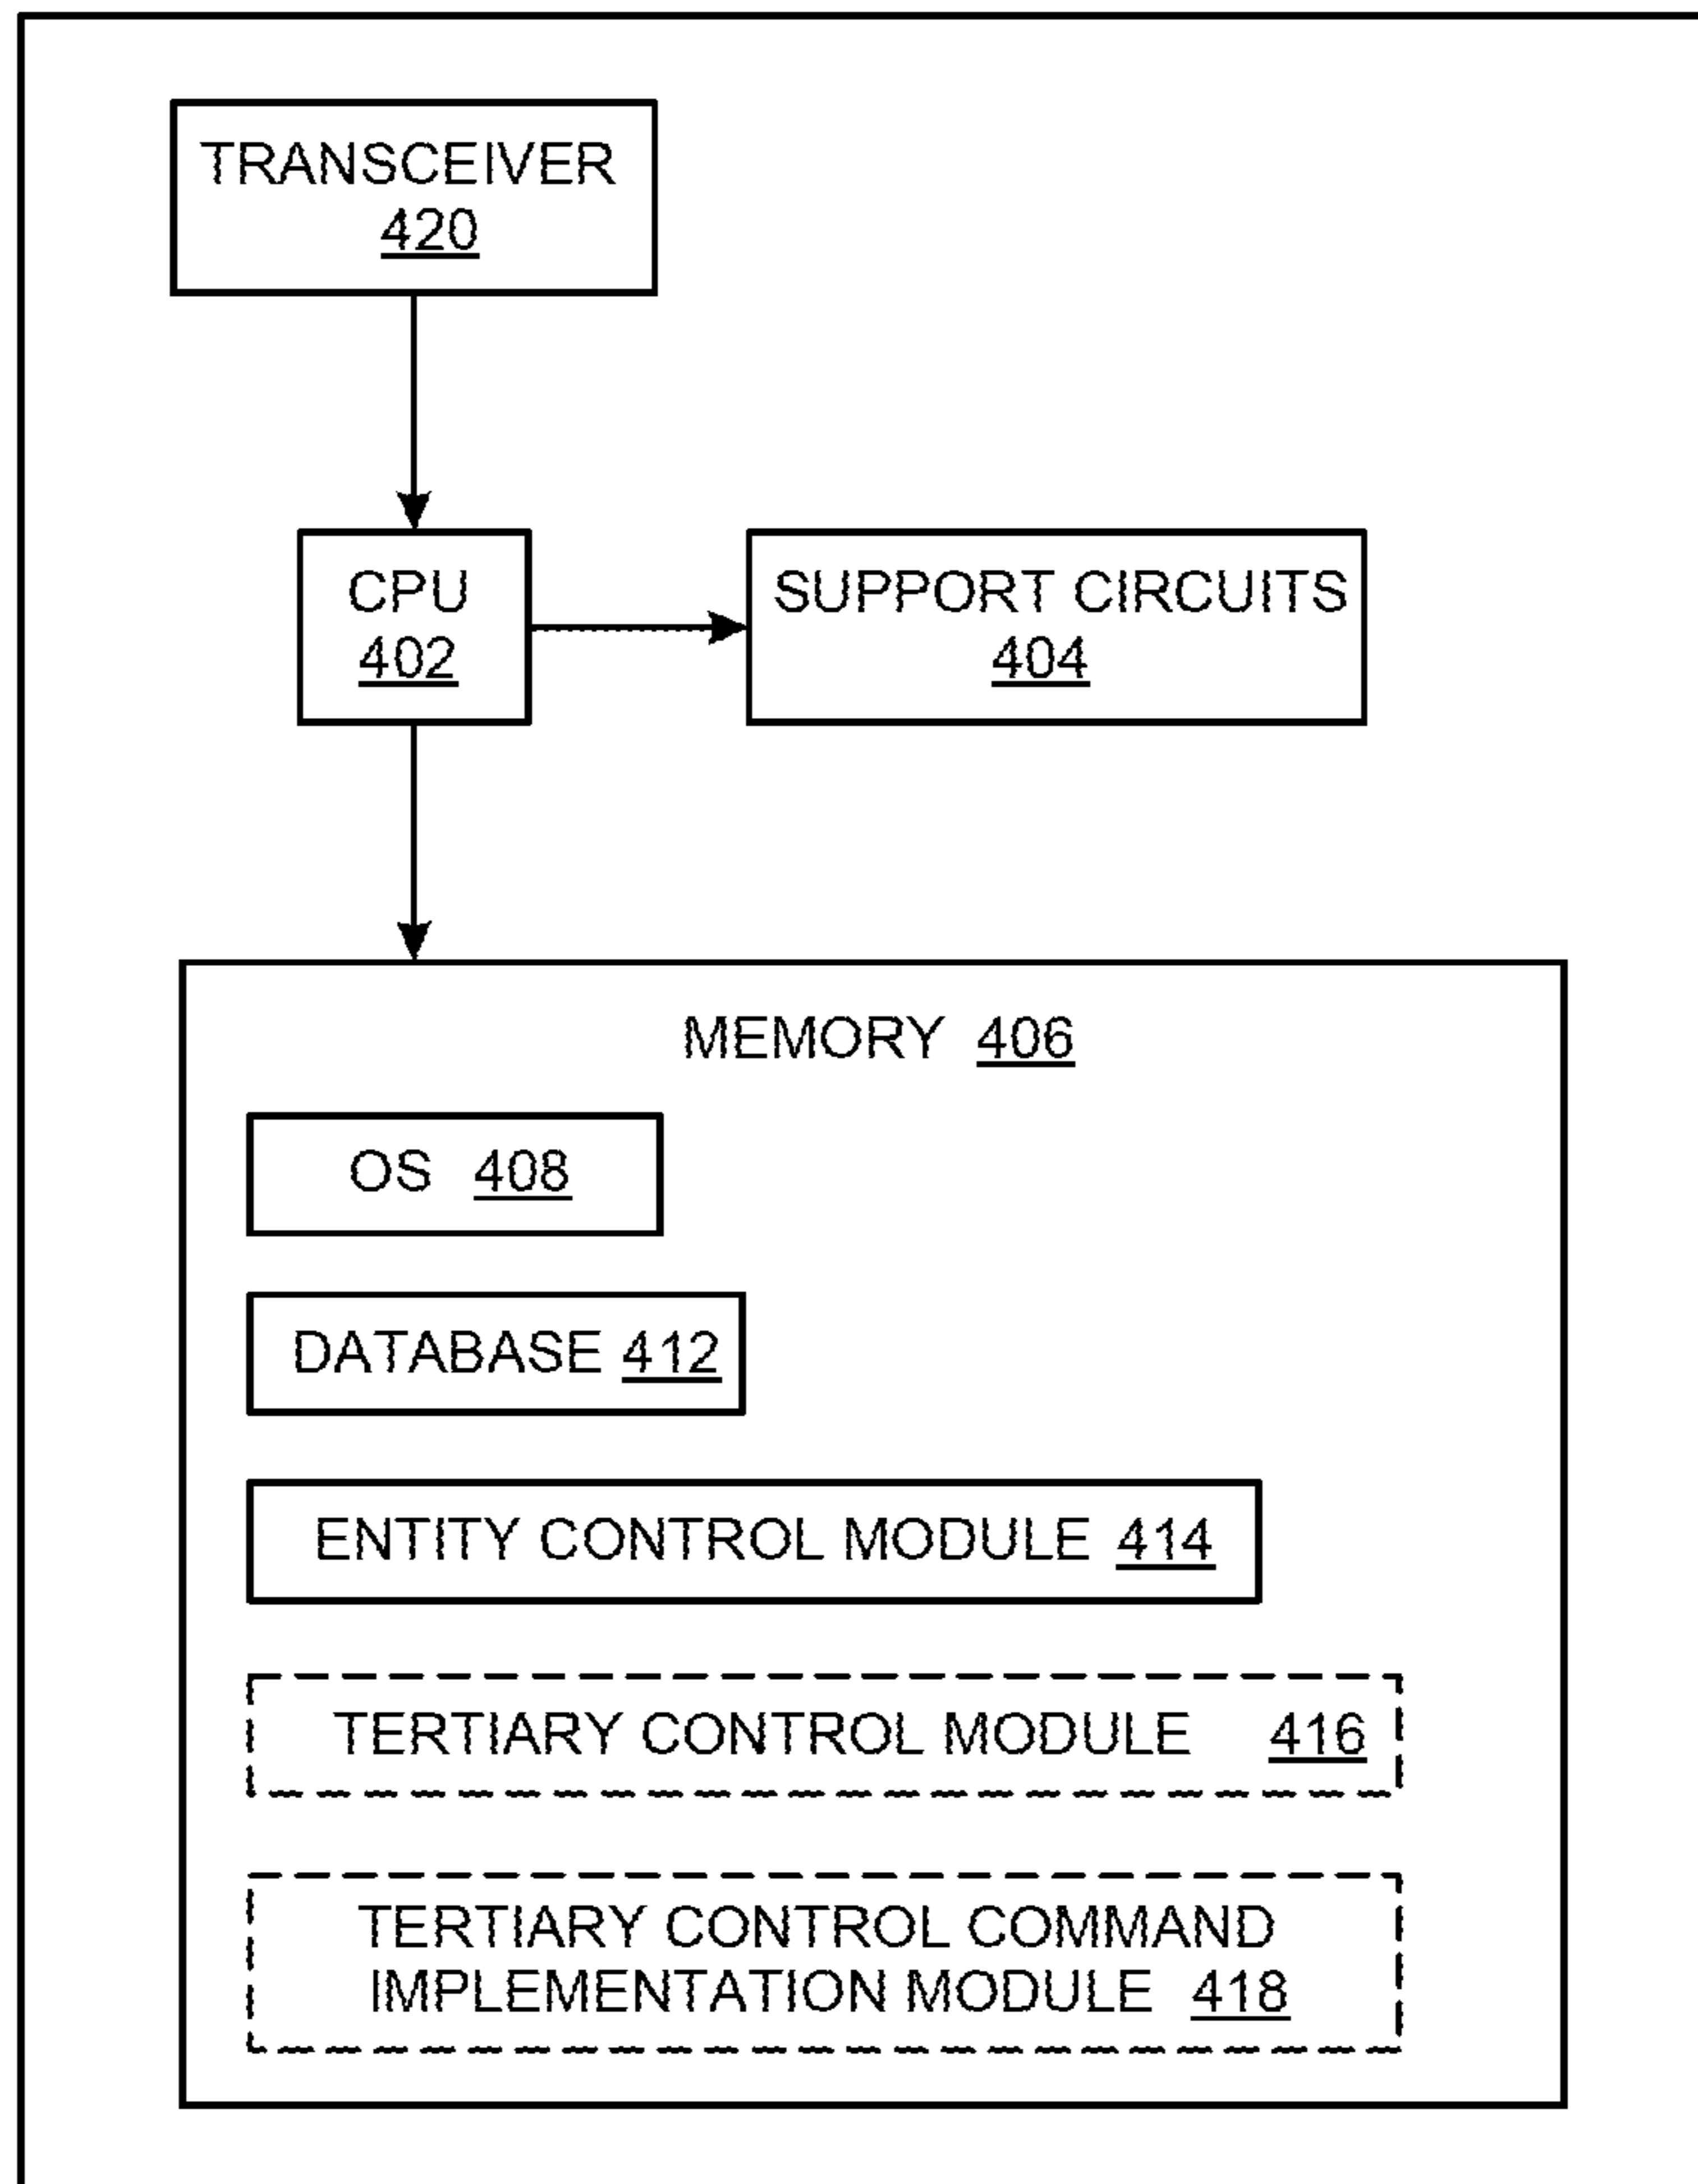 TRANSCEIVER
420
CPU
402
SUPPORT CIRCUITS
404
MEMORY 406
OS 408
DATABASE 412
ENTITY CONTROL MODULE 414
TERTIARY CONTROL MODULE 416
TERTIARY CONTROL COMMAND
IMPLEMENTATION MODULE 418